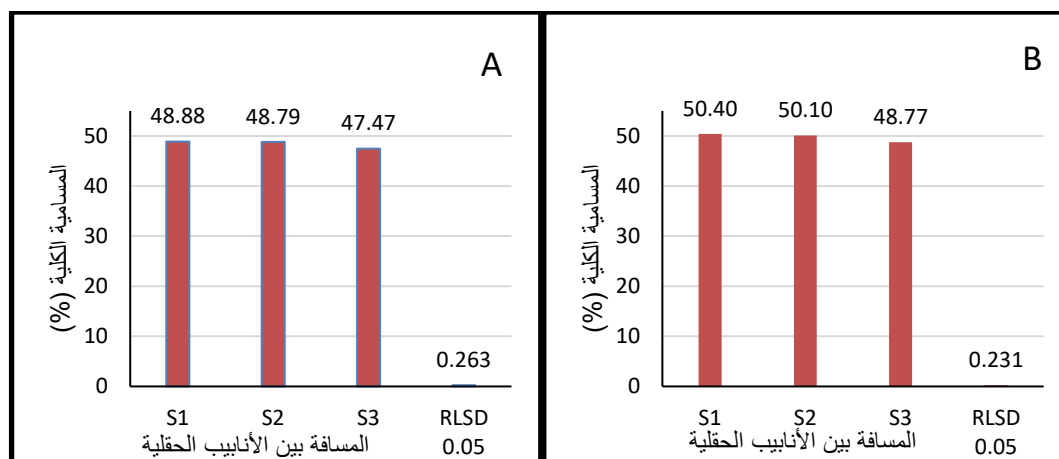 A
المسامية الكلية (%)
48.88 48.79 47.47 0.263
50
40
30
20
10
0
S1 S2 S3 RLSD 0.05
المسافة بين الأنابيب الحقلية
B
المسامية الكلية (%)
50.40 50.10 48.77 0.231
50
40
30
20
10
0
S1 S2 S3 RLSD 0.05
المسافة بين الأنابيب الحقلية